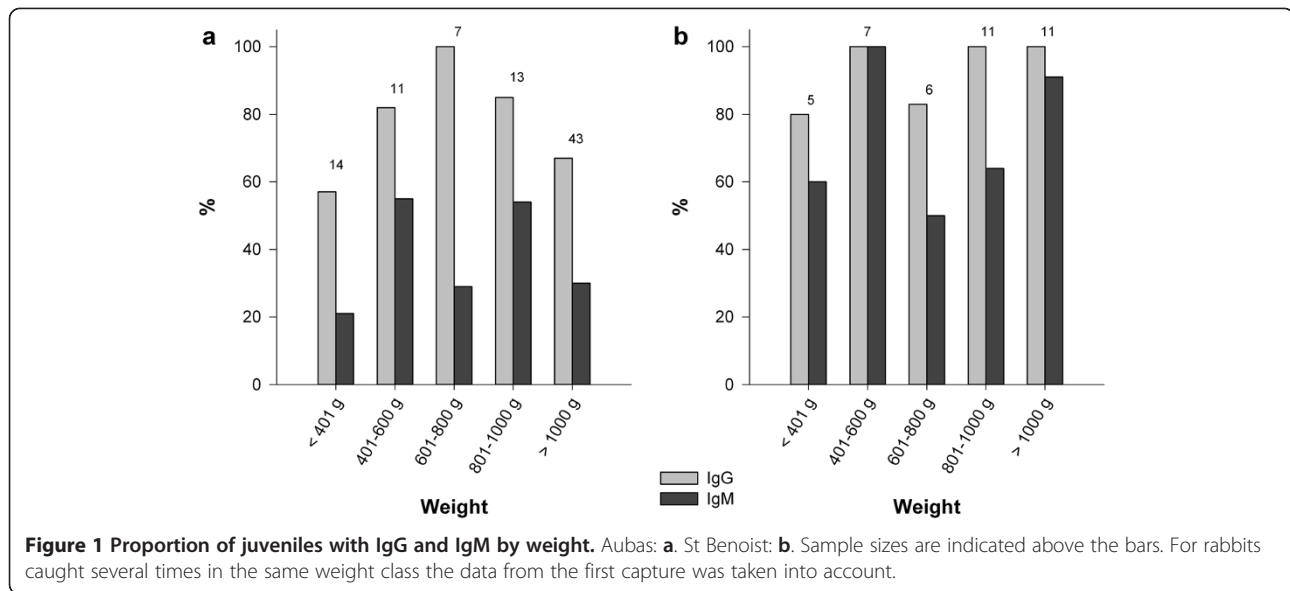 a
b
100
80
60
40
20
0
%
14
11
7
13
43
< 401 g
401-600 g
601-800 g
801-1000 g
> 1000 g
Weight
100
80
60
40
20
0
%
5
7
6
11
11
< 401 g
401-600 g
601-800 g
801-1000 g
> 1000 g
Weight
IgG
IgM
Figure 1 Proportion of juveniles with IgG and IgM by weight. Aubas: a. St Benoist: b. Sample sizes are indicated above the bars. For rabbits
caught several times in the same weight class the data from the first capture was taken into account.